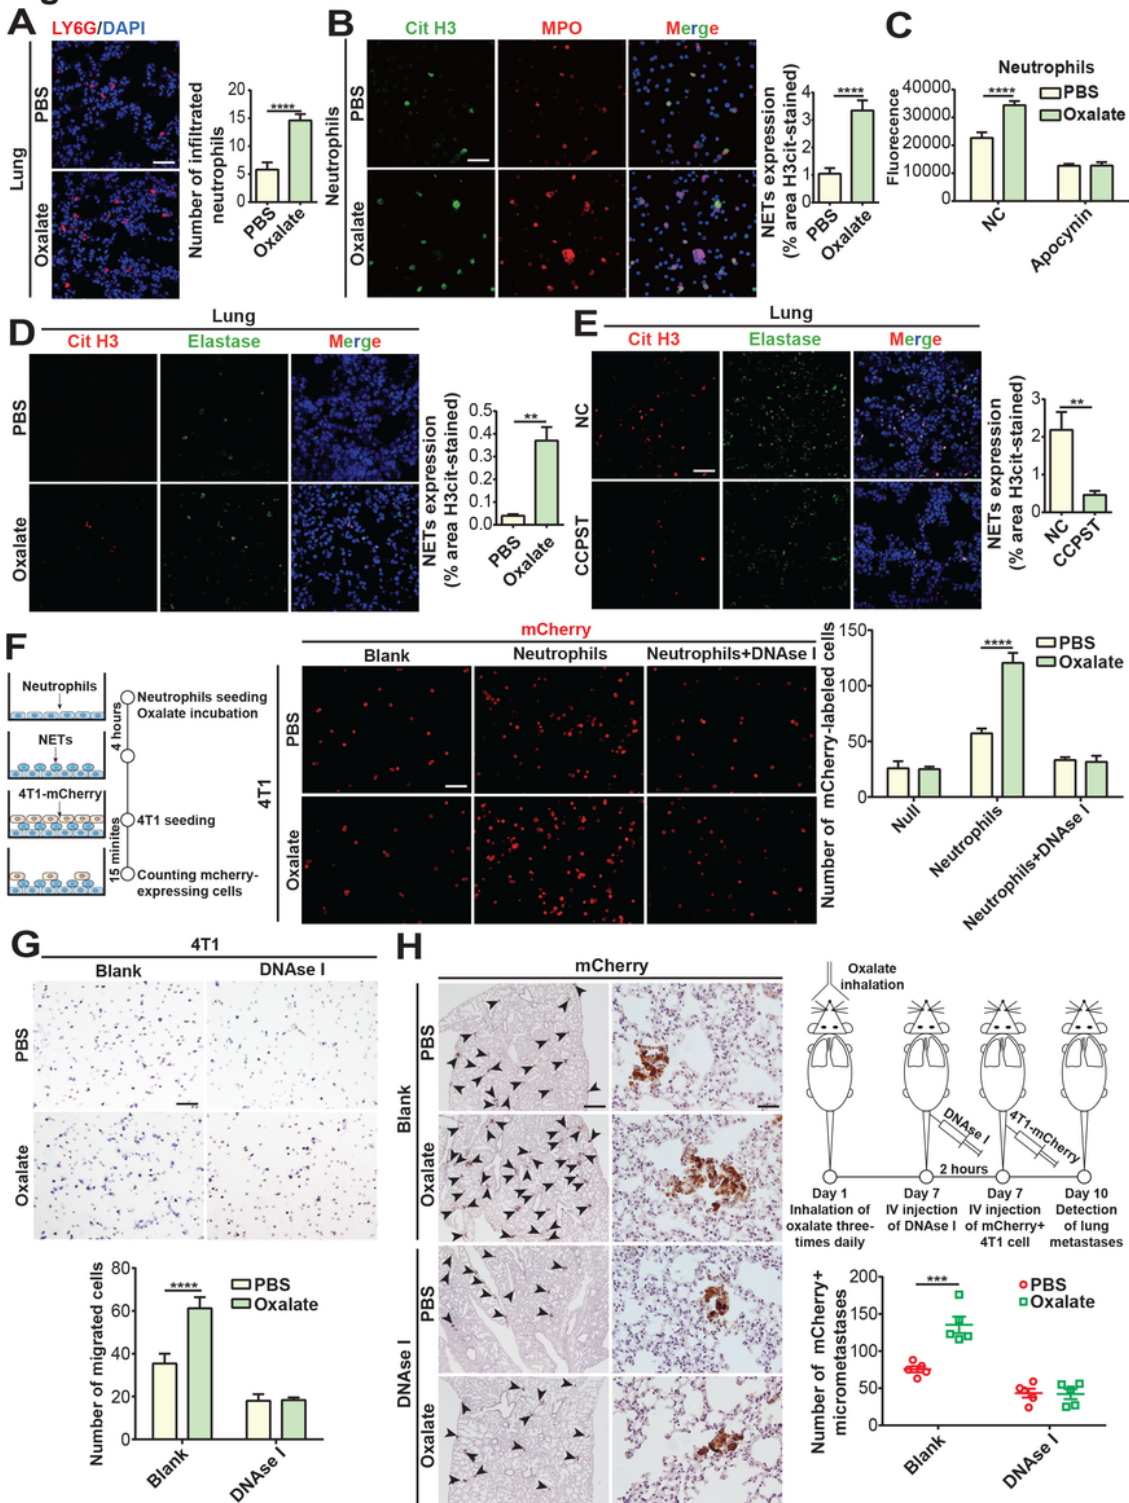 A
LY6G/DAPI
Lung
PBS
Oxalate
Number of infiltrated
neutrophils
20
15
10
5
0
****
PBS
Oxalate
B
Cit H3
MPO
Merge
Neutrophils
PBS
Oxalate
NETs expression
(% area H3cit-stained)
4
3
2
1
0
****
PBS
Oxalate
C
Neutrophils
PBS
Oxalate
Fluorecence
40000
30000
20000
10000
0
****
NC
Apocynin
D
Lung
Cit H3
Elastase
Merge
PBS
Oxalate
NETs expression
(% area H3cit-stained)
0.5
0.4
0.3
0.2
0.1
0.0
**
PBS
Oxalate
E
Lung
Cit H3
Elastase
Merge
NC
CCPST
NETs expression
(% area H3cit-stained)
3
2
1
0
**
NC
CCPST
F
Neutrophils
NETs
4T1-mCherry
4 hours
15 minites
Neutrophils seeding
Oxalate incubation
4T1 seeding
Counting mcherry-
expressing cells
mCherry
Blank
Neutrophils
Neutrophils+DNAse I
4T1
PBS
Oxalate
Number of mCherry-labeled cells
150
100
50
0
****
PBS
Oxalate
Null
Neutrophils
Neutrophils+DNAse I
G
4T1
Blank
DNAse I
PBS
Oxalate
Number of migrated cells
80
60
40
20
0
****
PBS
Oxalate
Blank
DNAse I
H
mCherry
Blank
PBS
Oxalate
DNAse I
PBS
Oxalate
Oxalate
inhalation
DNAse I
4T1-mCherry
2 hours
Day 1
Inhalation of
oxalate three-
times daily
Day 7
IV injection
of DNAse I
Day 7
IV injection
of mCherry+
4T1 cell
Day 10
Detection
of lung
metastases
Number of mCherry+
micrometastases
200
150
100
50
0
***
PBS
Oxalate
Blank
DNAse I